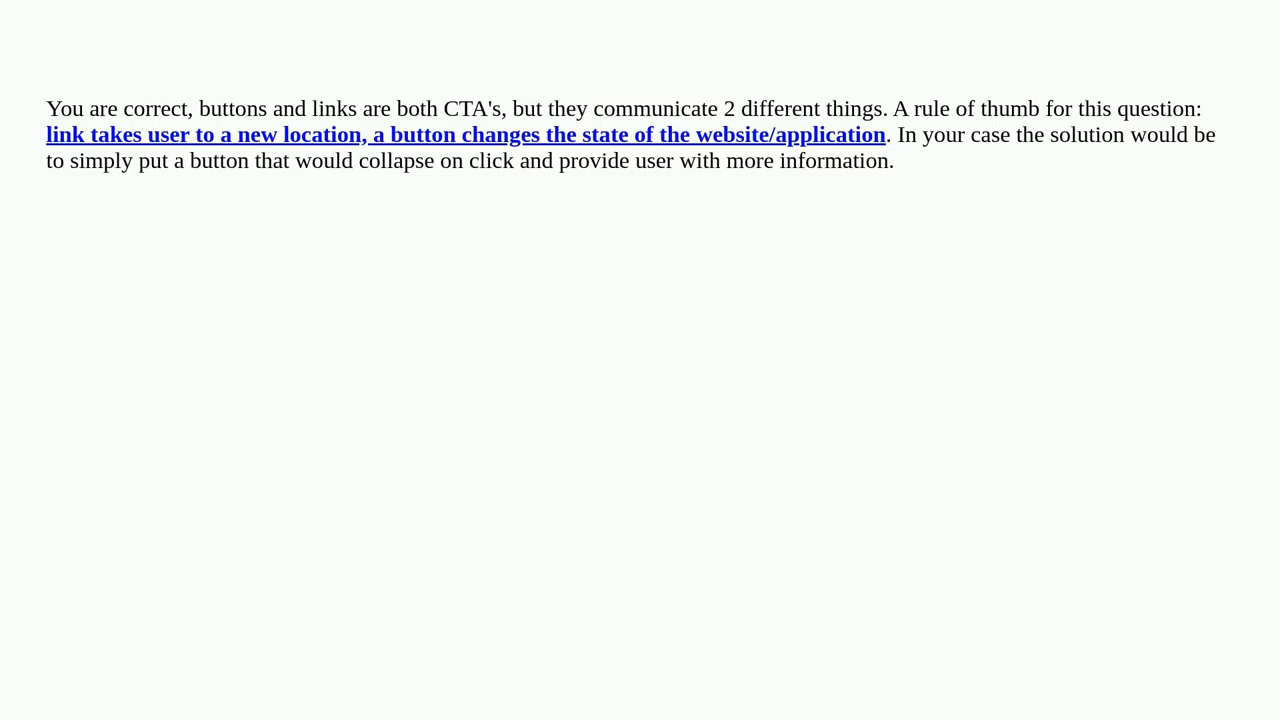 You are correct, buttons and links are both CTA's, but they communicate 2 different things. A rule of thumb for this question:
link takes user to a new location, a button changes the state of the website/application. In your case the solution would be
to simply put a button that would collapse on click and provide user with more information.